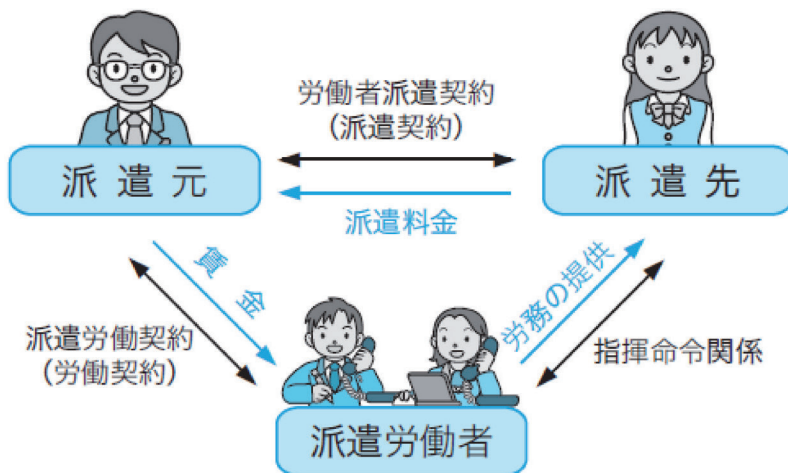 労働者派遣契約
(派遣契約)
派遣元
派遣先
派遣料金
賃金
労務の提供
派遣労働契約
(労働契約)
指揮命令関係
派遣労働者